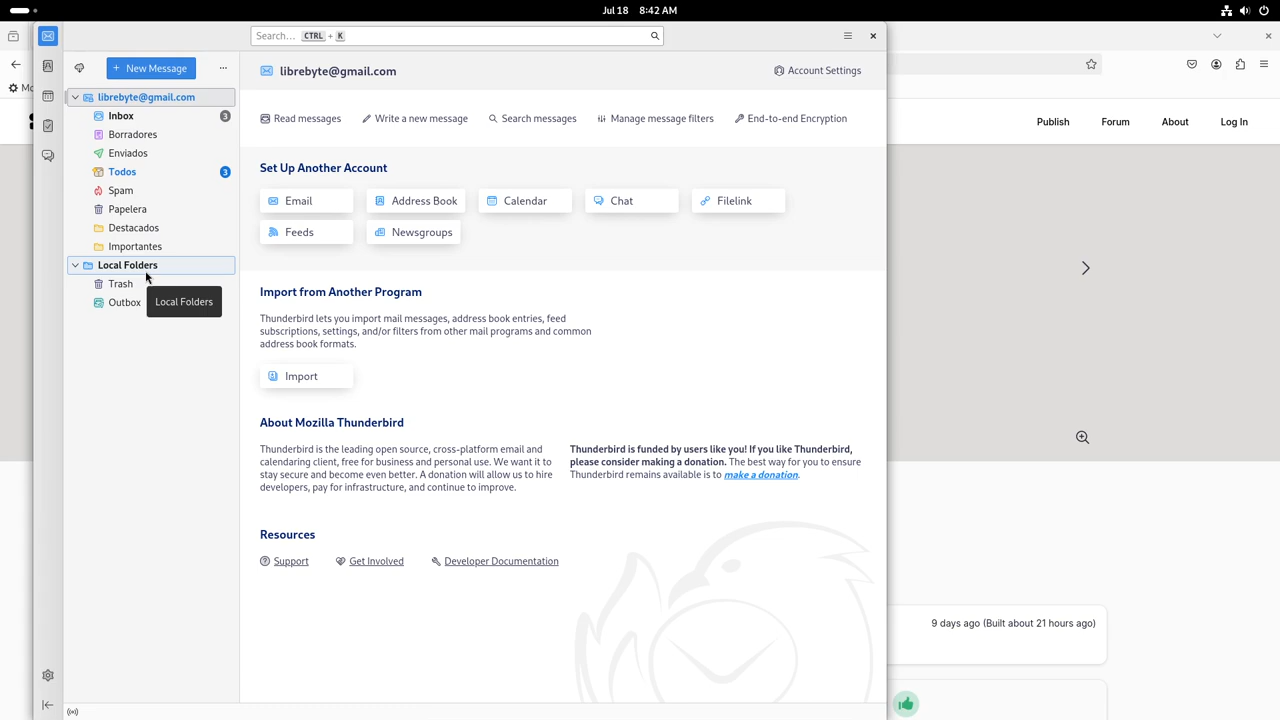 Jul 18 8:42 AM
Search... CTRL + K
New Message
librebyte@gmail.com
Inbox 3
Borradores
Enviados
Todos 3
Spam
Papelera
Destacados
Importantes
Local Folders
Trash
Outbox
Local Folders
librebyte@gmail.com
Account Settings
Read messages
Write a new message
Search messages
Manage message filters
End-to-end Encryption
Set Up Another Account
Email
Address Book
Calendar
Chat
Filelink
Feeds
Newsgroups
Import from Another Program
Thunderbird lets you import mail messages, address book entries, feed
subscriptions, settings, and/or filters from other mail programs and common
address book formats.
Import
About Mozilla Thunderbird
Thunderbird is the leading open source, cross-platform email and
calendaring client, free for business and personal use. We want it to
stay secure and become even better. A donation will allow us to hire
developers, pay for infrastructure, and continue to improve.
Thunderbird is funded by users like you! If you like Thunderbird,
please consider making a donation. The best way for you to ensure
Thunderbird remains available is to make a donation.
Resources
Support
Get Involved
Developer Documentation
Publish
Forum
About
Log In
9 days ago (Built about 21 hours ago)